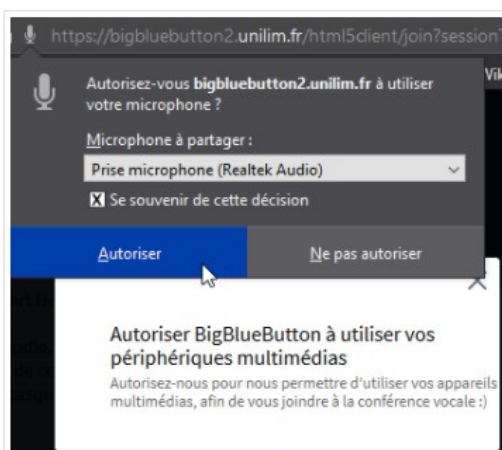 https://bigbluebutton2.unilim.fr/html5client/join?session
Autorisez-vous bigbluebutton2.unilim.fr à utiliser
votre microphone ?
Microphone à partager :
Prise microphone (Realtek Audio)
X Se souvenir de cette décision
Autoriser
Ne pas autoriser
Autoriser BigBlueButton à utiliser vos
périphériques multimédias
Autorisez-nous pour nous permettre d'utiliser vos appareils
multimédias, afin de vous joindre à la conférence vocale :)